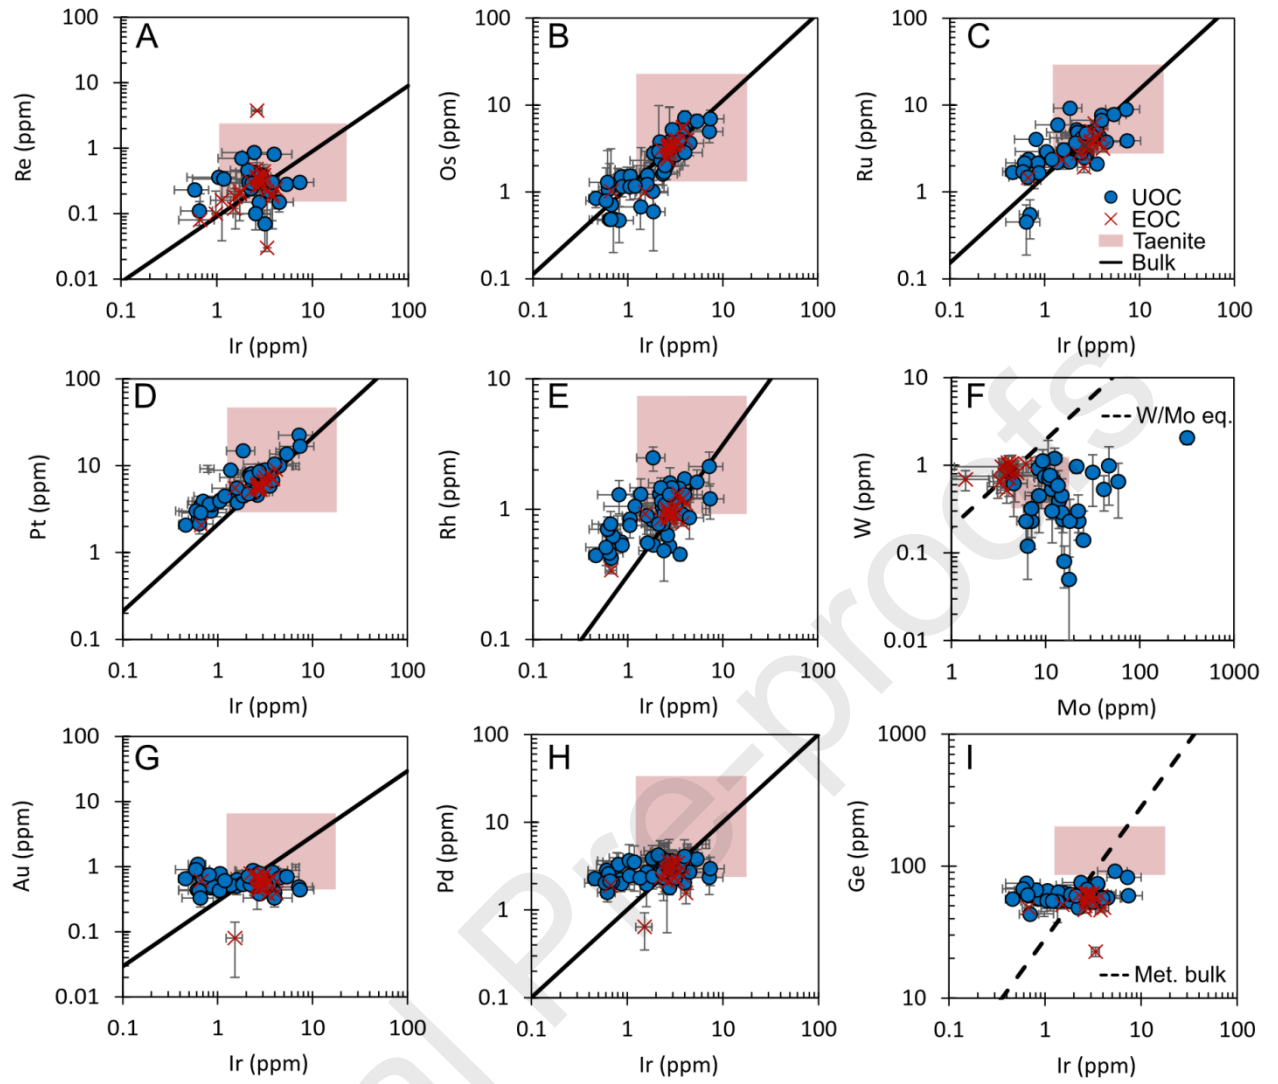 A
Re (ppm)
100
10
1
0.1
0.01
0.1
1
10
100
Ir (ppm)
B
Os (ppm)
100
10
1
0.1
0.1
1
10
100
Ir (ppm)
C
Ru (ppm)
100
10
1
0.1
UOC
EOC
Taenite
Bulk
0.1
1
10
100
Ir (ppm)
D
Pt (ppm)
100
10
1
0.1
0.1
1
10
100
Ir (ppm)
E
Rh (ppm)
10
1
0.1
0.1
1
10
100
Ir (ppm)
F
W (ppm)
10
1
0.1
0.01
W/Mo eq.
1
10
100
1000
Mo (ppm)
G
Au (ppm)
100
10
1
0.1
0.01
0.1
1
10
100
Ir (ppm)
H
Pd (ppm)
100
10
1
0.1
0.1
1
10
100
Ir (ppm)
I
Ge (ppm)
1000
100
10
Met. bulk
0.1
1
10
100
Ir (ppm)
al Pre-proofs